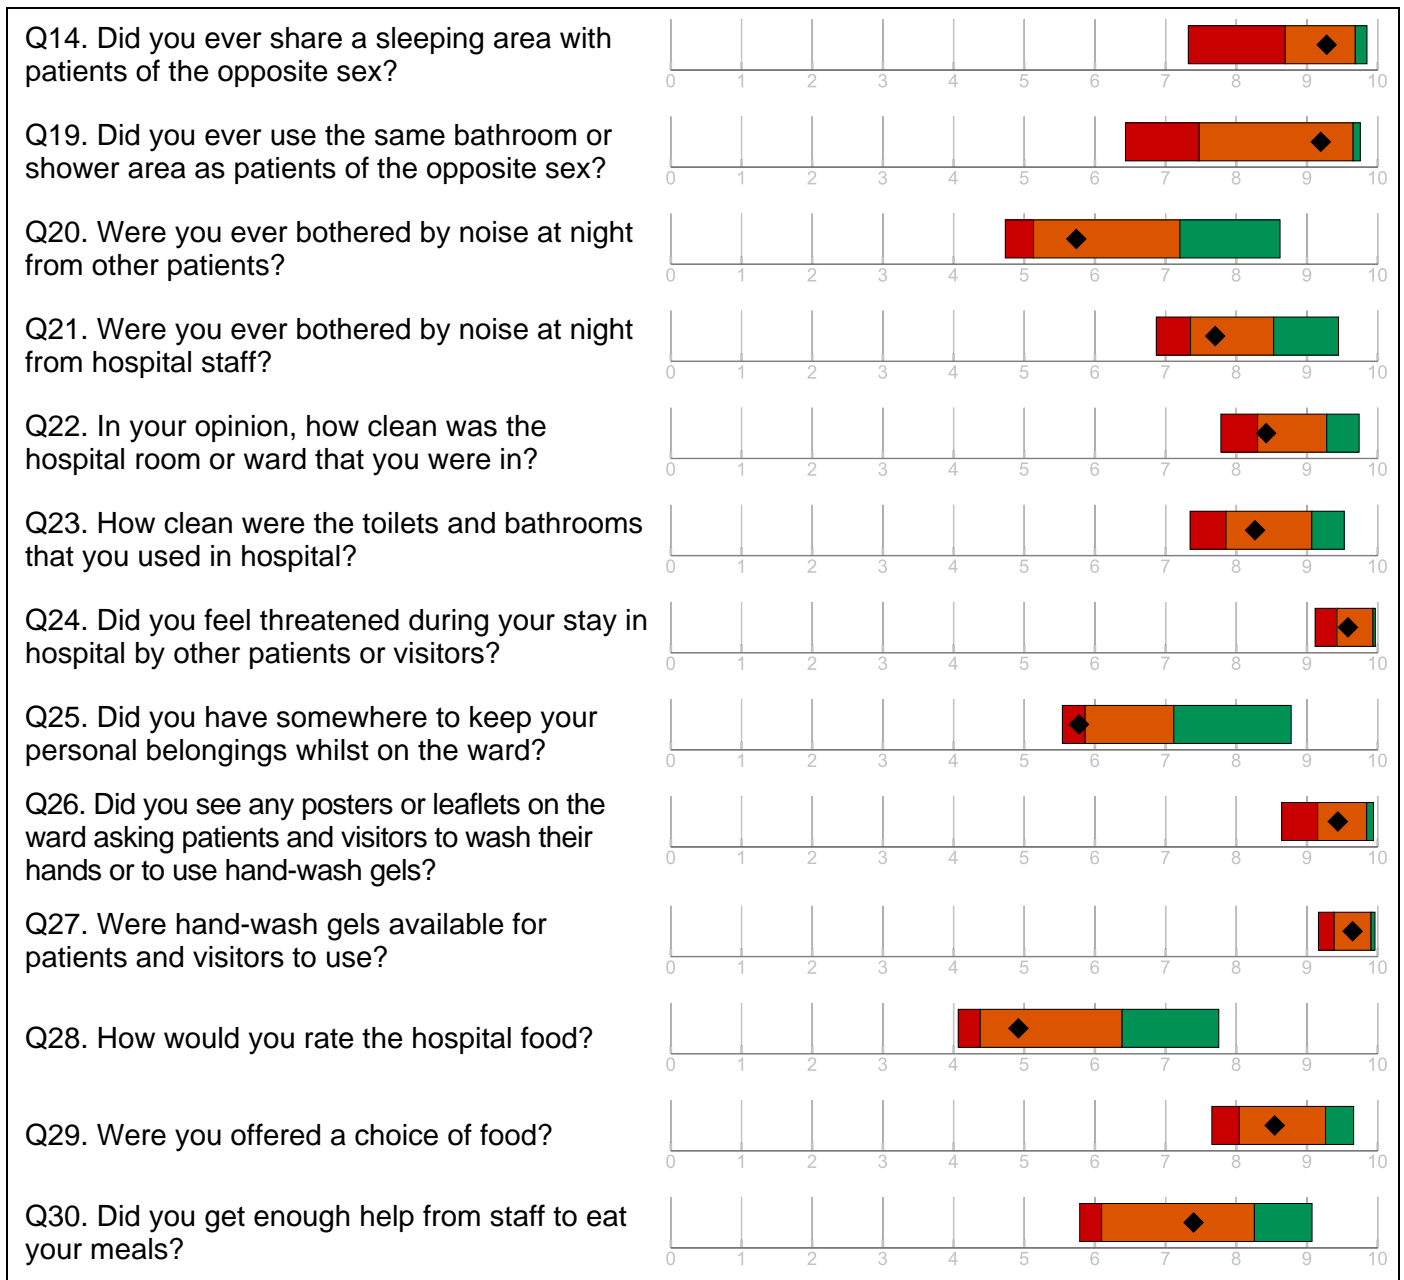 Q14. Did you ever share a sleeping area with
patients of the opposite sex?
0 1 2 3 4 5 6 7 8 9 10
Q19. Did you ever use the same bathroom or
shower area as patients of the opposite sex?
0 1 2 3 4 5 6 7 8 9 10
Q20. Were you ever bothered by noise at night
from other patients?
0 1 2 3 4 5 6 7 8 9 10
Q21. Were you ever bothered by noise at night
from hospital staff?
0 1 2 3 4 5 6 7 8 9 10
Q22. In your opinion, how clean was the
hospital room or ward that you were in?
0 1 2 3 4 5 6 7 8 9 10
Q23. How clean were the toilets and bathrooms
that you used in hospital?
0 1 2 3 4 5 6 7 8 9 10
Q24. Did you feel threatened during your stay in
hospital by other patients or visitors?
0 1 2 3 4 5 6 7 8 9 10
Q25. Did you have somewhere to keep your
personal belongings whilst on the ward?
0 1 2 3 4 5 6 7 8 9 10
Q26. Did you see any posters or leaflets on the
ward asking patients and visitors to wash their
hands or to use hand-wash gels?
0 1 2 3 4 5 6 7 8 9 10
Q27. Were hand-wash gels available for
patients and visitors to use?
0 1 2 3 4 5 6 7 8 9 10
Q28. How would you rate the hospital food?
0 1 2 3 4 5 6 7 8 9 10
Q29. Were you offered a choice of food?
0 1 2 3 4 5 6 7 8 9 10
Q30. Did you get enough help from staff to eat
your meals?
0 1 2 3 4 5 6 7 8 9 10